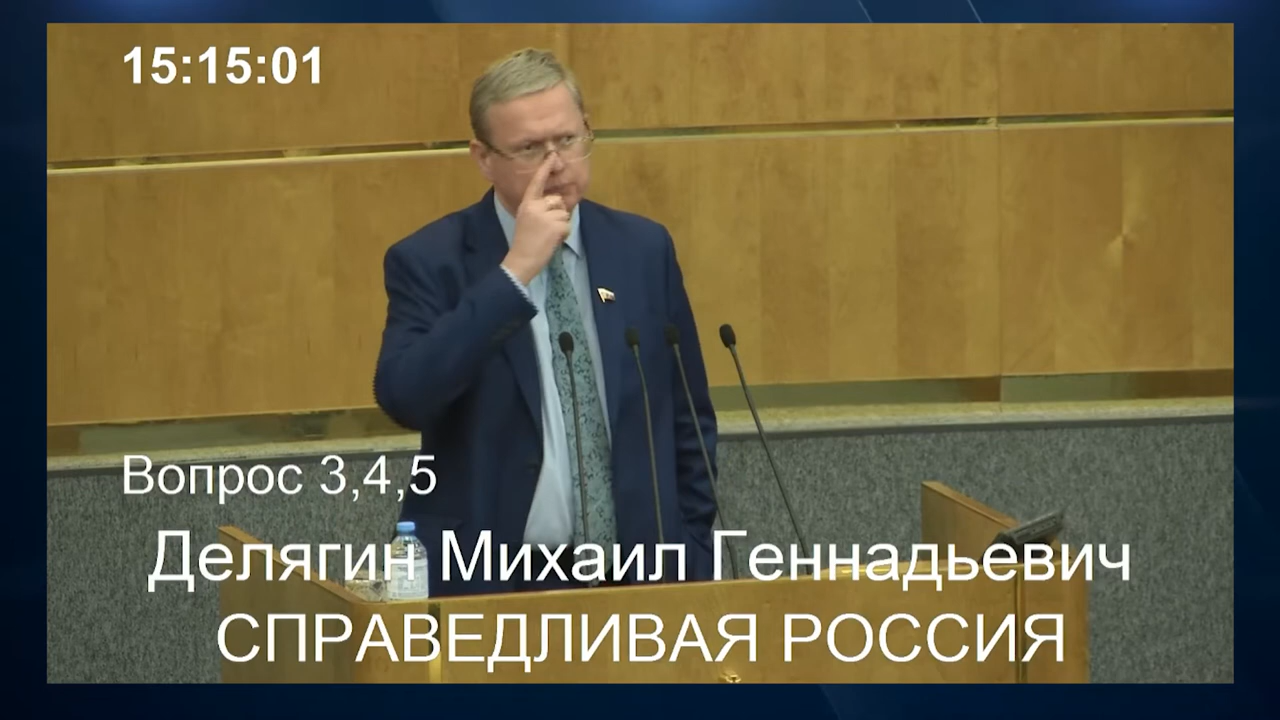 15:15:01
Вопрос 3,4,5
Делягин Михаил Геннадьевич
СПРАВЕДЛИВАЯ РОССИЯ